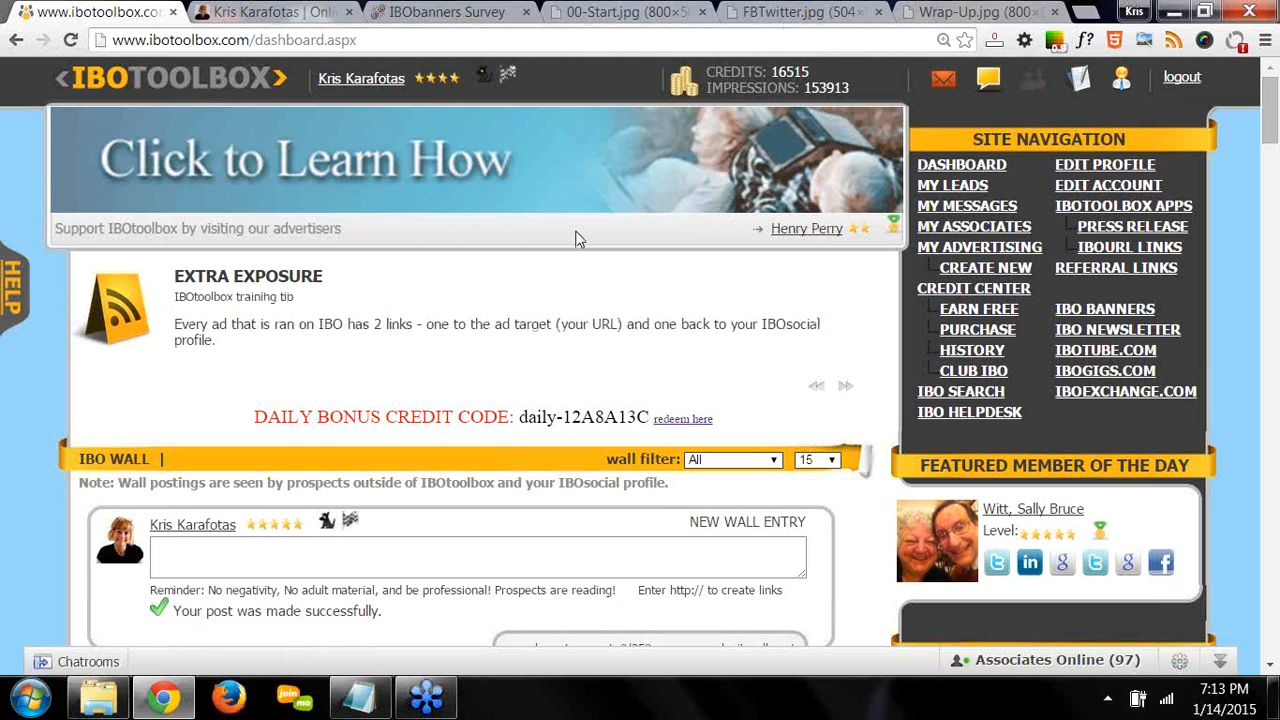 www.ibotoolbox.com - das
Kris Karafotas | Onlin
IBObanners Survey
00-Start.jpg (800×5
FBTwitter.jpg (504×
Wrap-Up.jpg (800×
Kris
www.ibotoolbox.com/dashboard.aspx
<IBOTOOLBOX>
Kris Karafotas
CREDITS: 16515
IMPRESSIONS: 153913
logout
Click to Learn How
Support IBOtoolbox by visiting our advertisers
Henry Perry
HELP
EXTRA EXPOSURE
IBOtoolbox training tip
Every ad that is ran on IBO has 2 links - one to the ad target (your URL) and one back to your IBOsocial
profile.
DAILY BONUS CREDIT CODE: daily-12A8A13C redeem here
IBO WALL |
wall filter: All 15
Note: Wall postings are seen by prospects outside of IBOtoolbox and your IBOsocial profile.
Kris Karafotas
NEW WALL ENTRY
Reminder: No negativity, No adult material, and be professional! Prospects are reading!
Enter http:// to create links
Your post was made successfully.
SITE NAVIGATION
DASHBOARD
EDIT PROFILE
MY LEADS
EDIT ACCOUNT
MY MESSAGES
IBOTOOLBOX APPS
MY ASSOCIATES
PRESS RELEASE
MY ADVERTISING
IBOURL LINKS
CREATE NEW
REFERRAL LINKS
CREDIT CENTER
EARN FREE
IBO BANNERS
PURCHASE
IBO NEWSLETTER
HISTORY
IBOTUBE.COM
CLUB IBO
IBOGIGS.COM
IBO SEARCH
IBOEXCHANGE.COM
IBO HELPDESK
FEATURED MEMBER OF THE DAY
Witt, Sally Bruce
Level:
Chatrooms
Associates Online (97)
7:13 PM
1/14/2015